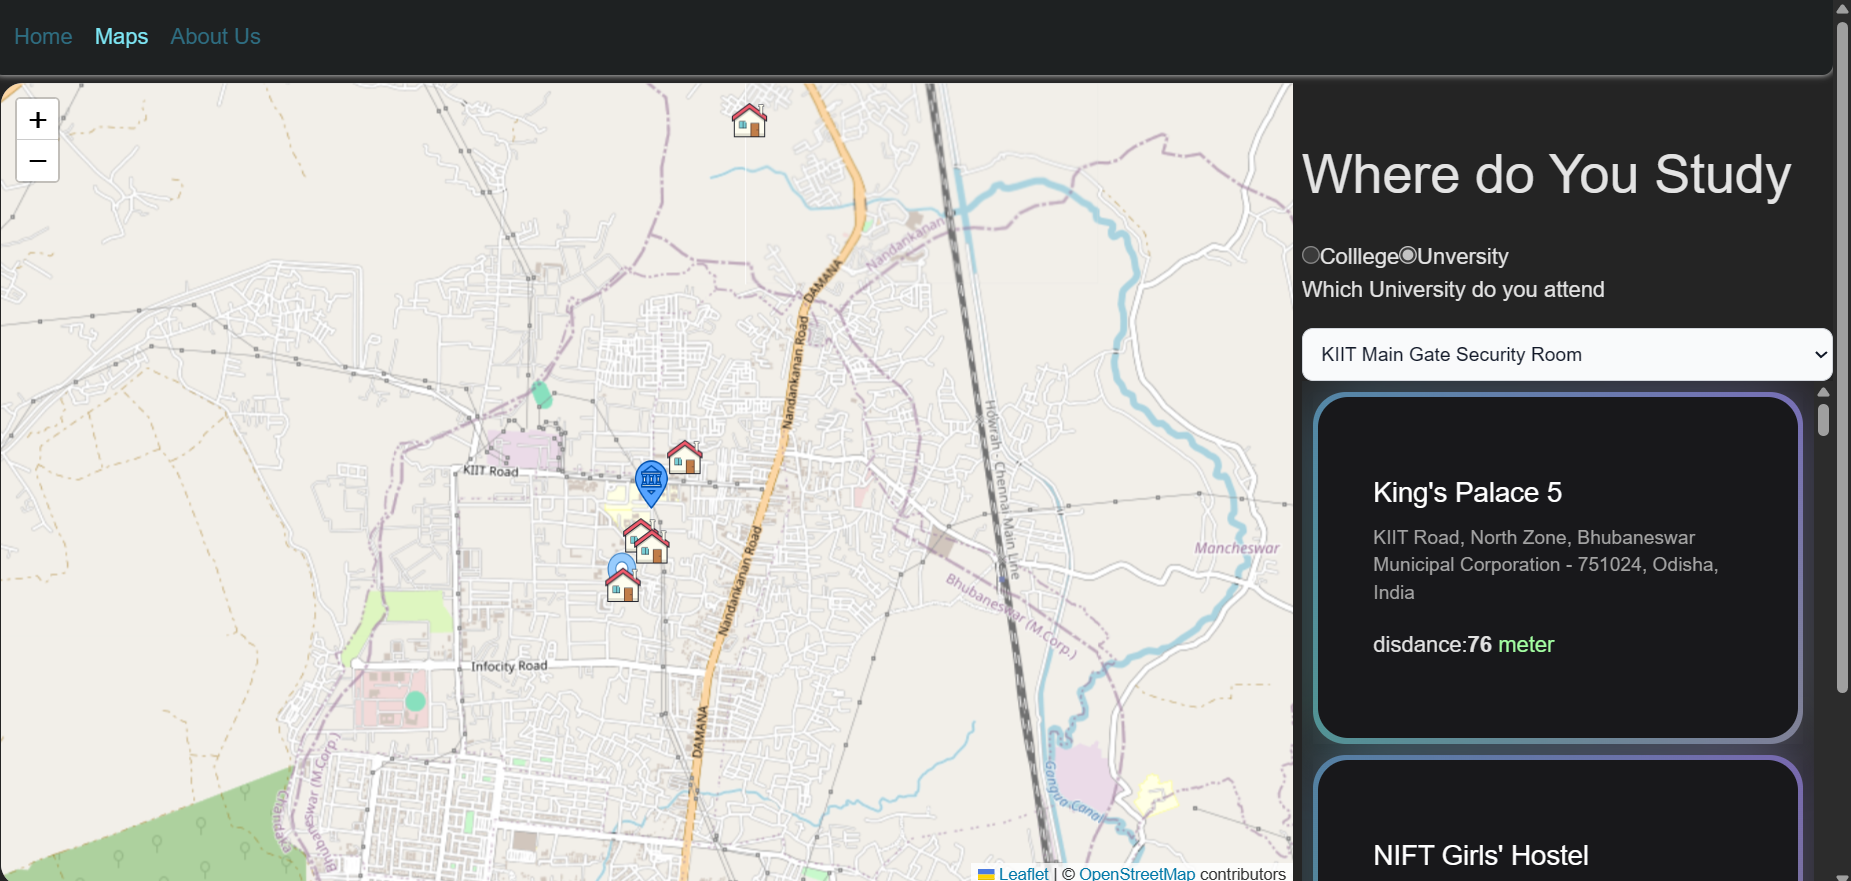 Home Maps About Us
+
−
DAMANA
Nandankanan
Nandankanan Road
Howrah - Chennai Main Line
KIIT Road
Nandankanan Road
Mancheswar
Bhubaneswar (M.Corp.)
Infocity Road
DAMANA
Bhubaneswar (M.Corp.)
Gangua Canal
Leaflet | © OpenStreetMap contributors
Where do You Study
Colllege Unversity
Which University do you attend
KIIT Main Gate Security Room
King's Palace 5
KIIT Road, North Zone, Bhubaneswar
Municipal Corporation - 751024, Odisha,
India
disdance:76 meter
NIFT Girls' Hostel